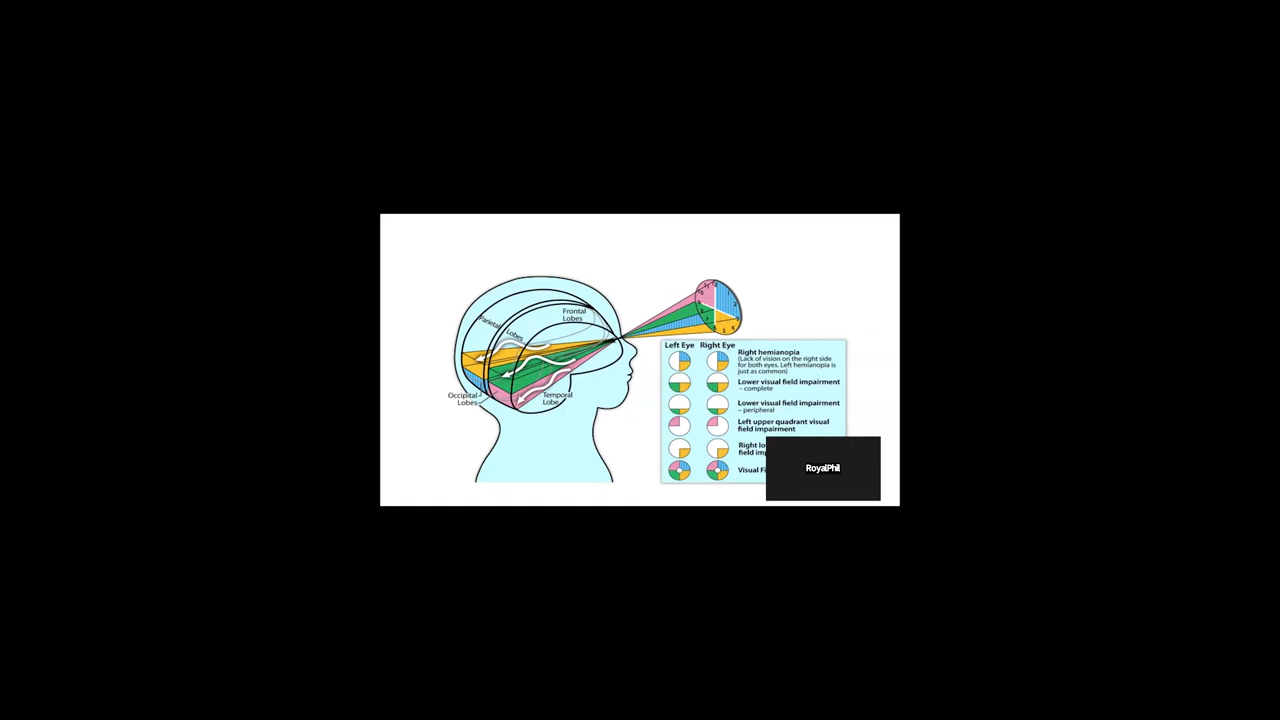 Frontal
Lobes
Parietal Lobes
Occipital
Lobes
Temporal
Lobe
Left Eye Right Eye
Right hemianopia
(Lack of vision on the right side
for both eyes. Left hemianopia is
just as common)
Lower visual field impairment
– complete
Lower visual field impairment
– peripheral
Left upper quadrant visual
field impairment
Right lo
field imp
Visual Fi
RoyalPhil